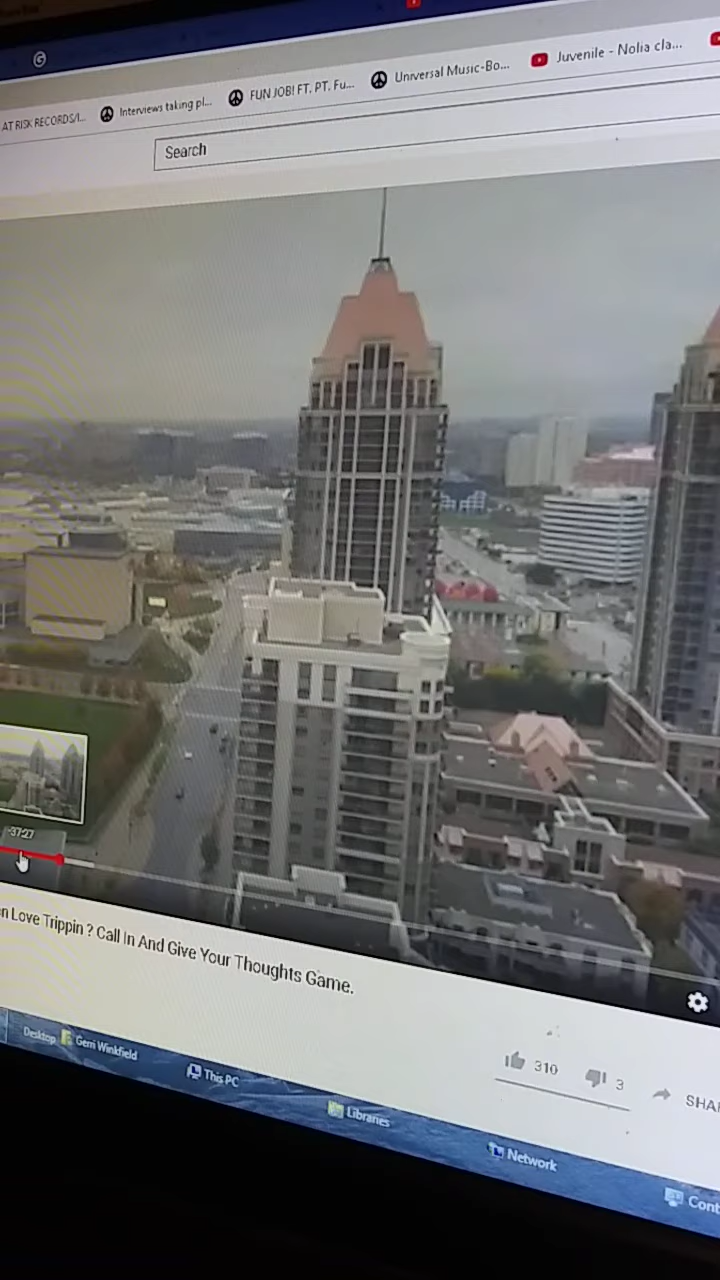 AT RISK RECORDS/I... Interviews taking pl... FUN JOB! FT. PT. Fu... Universal Music-Bo... Juvenile - Nolia cla...
Search
-37:27
n Love Trippin ? Call In And Give Your Thoughts Game.
310 3 SHA
Desktop Gerri Winkfield This PC Libraries Network Cont